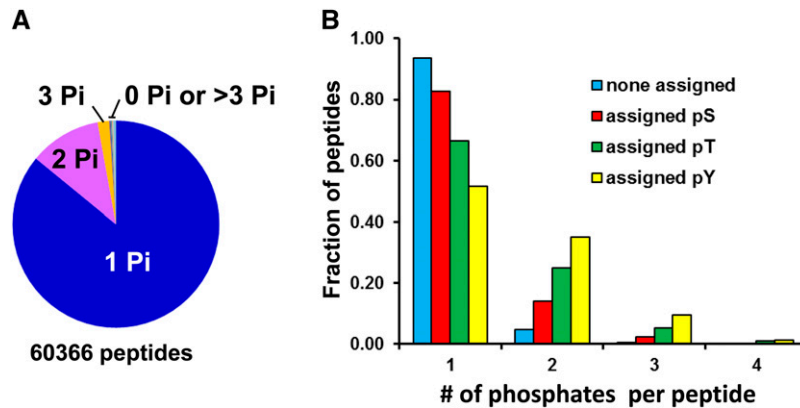 A
3 Pi
0 Pi or >3 Pi
2 Pi
1 Pi
60366 peptides
B
Fraction of peptides
1.00
0.80
0.60
0.40
0.20
0.00
none assigned
assigned pS
assigned pT
assigned pY
1 2 3 4
# of phosphates per peptide